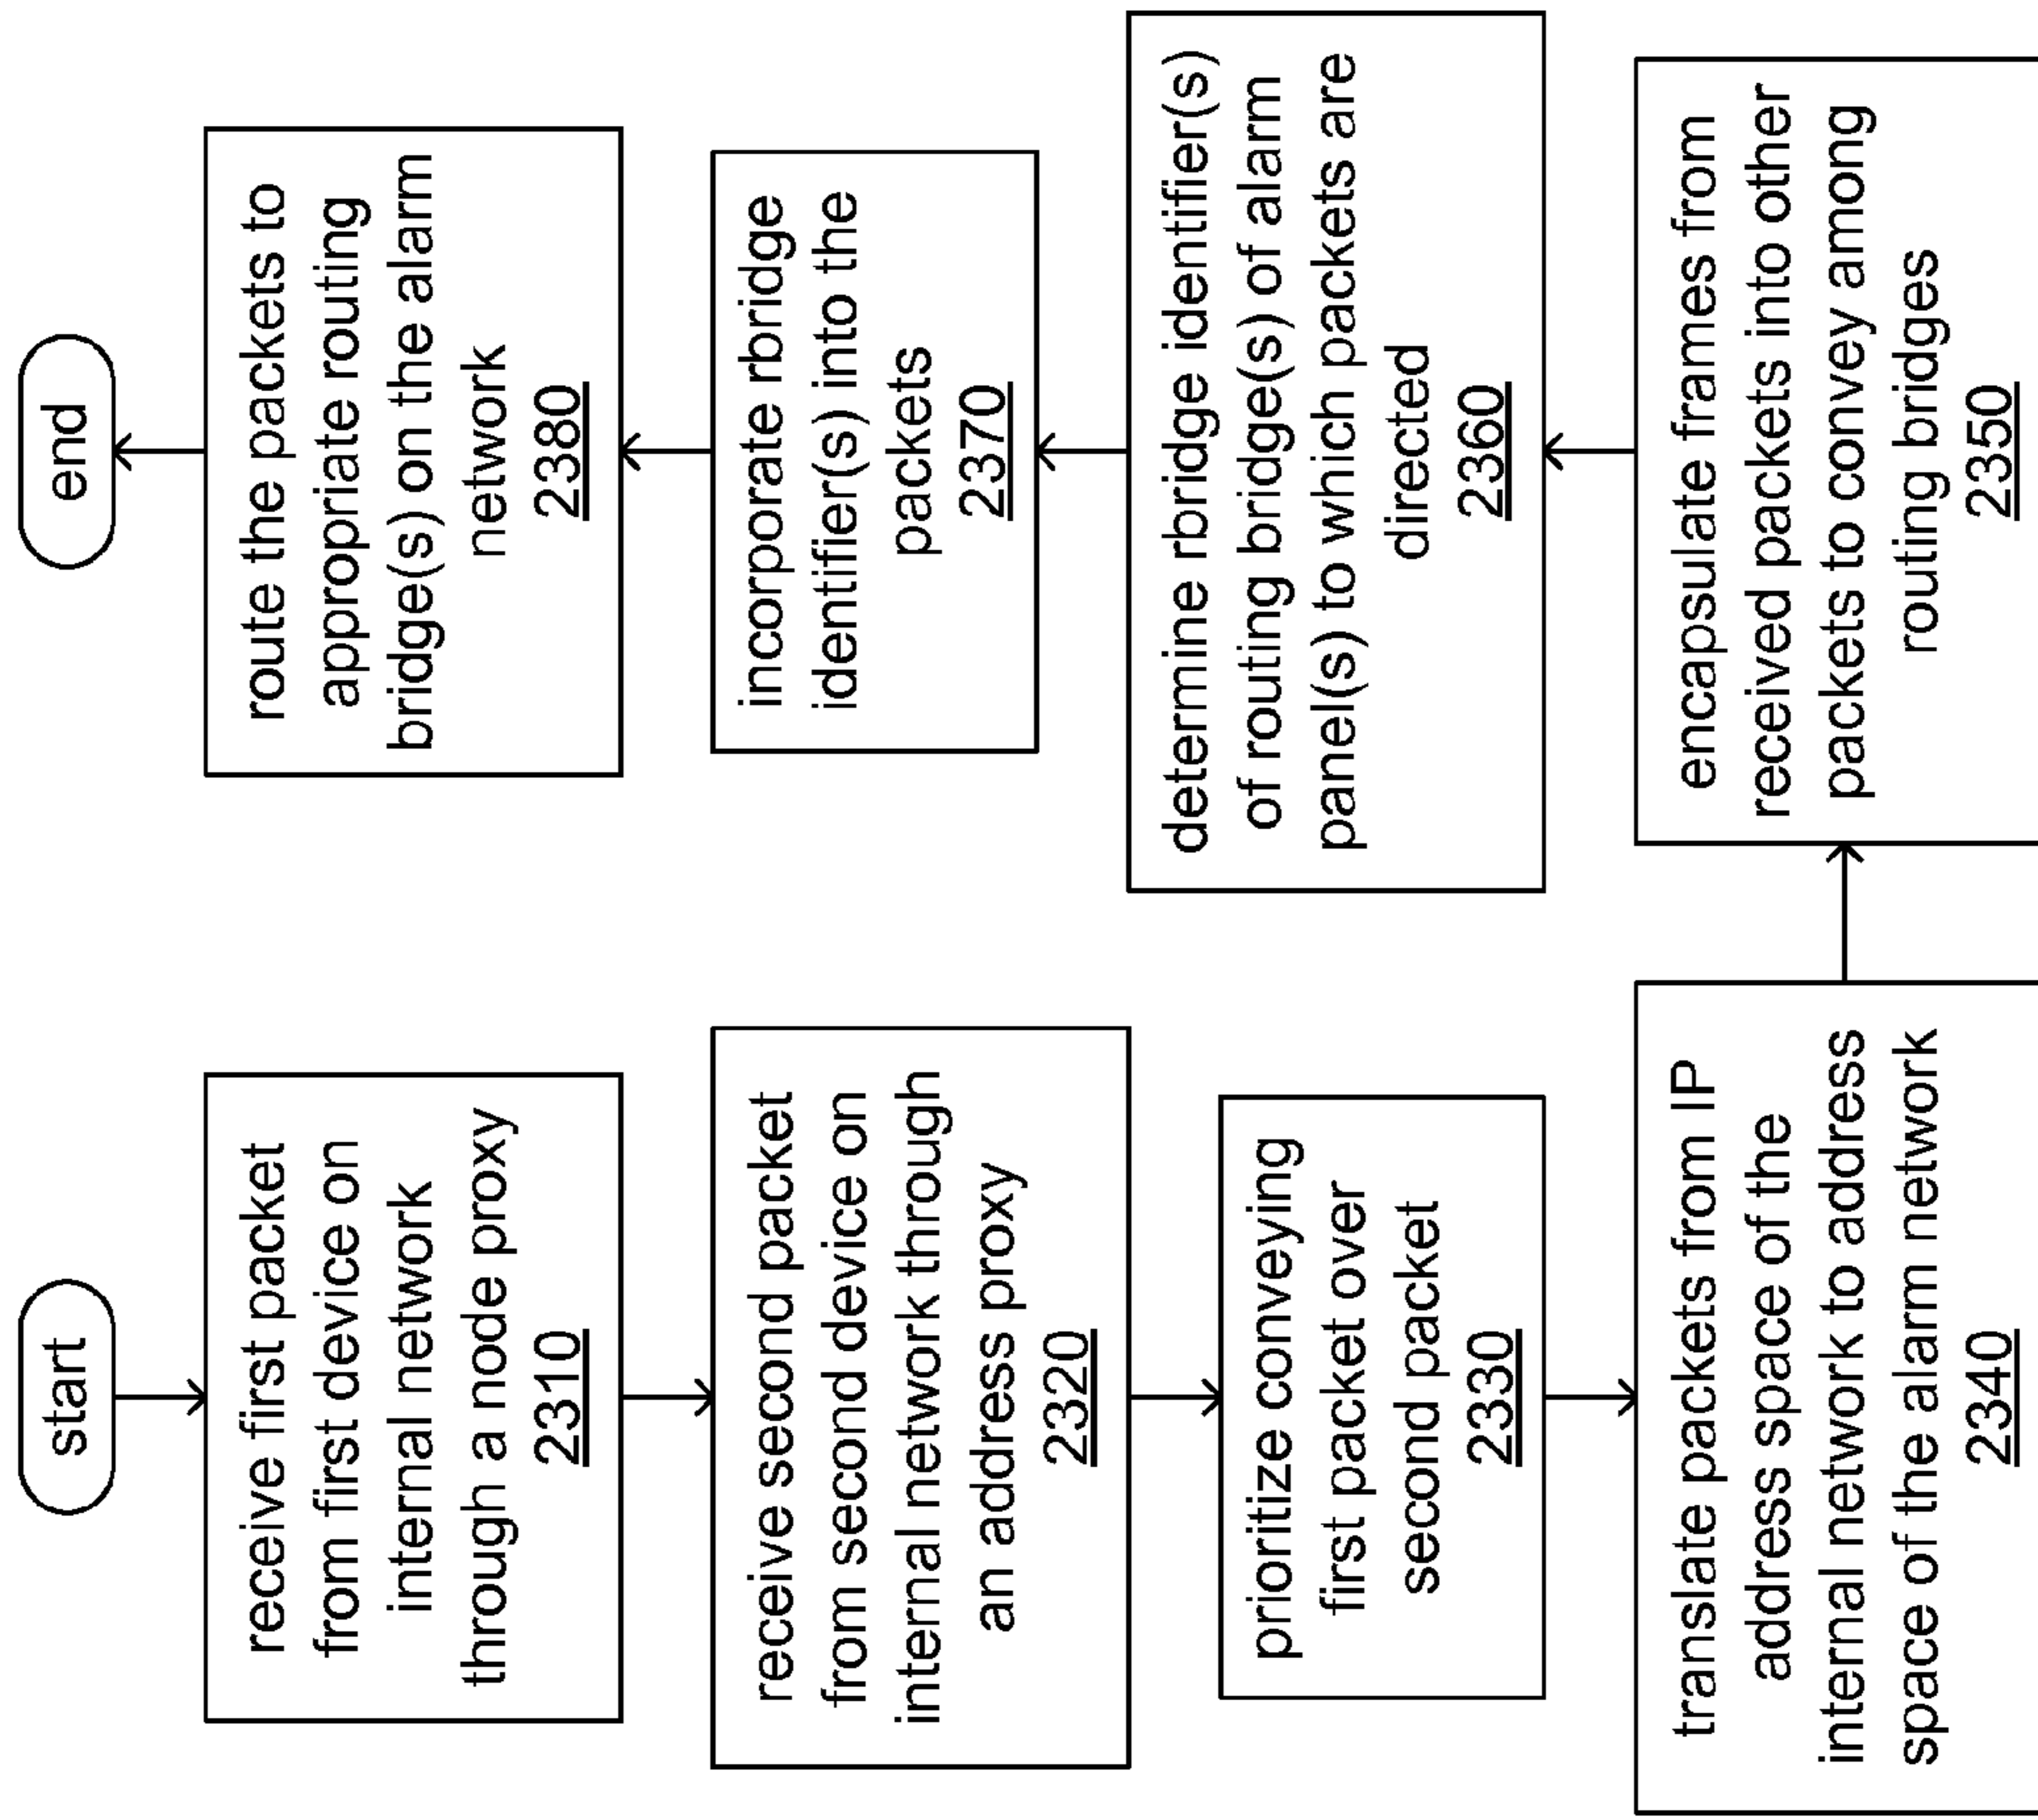 start
receive first packet
from first device on
internal network
through a node proxy
2310
receive second packet
from second device on
internal network through
an address proxy
2320
prioritize conveying
first packet over
second packet
2330
translate packets from IP
address space of the
internal network to address
space of the alarm network
2340
encapsulate frames from
received packets into other
packets to convey among
routing bridges
2350
determine rbridge identifier(s)
of routing bridge(s) of alarm
panel(s) to which packets are
directed
2360
incorporate rbridge
identifier(s) into the
packets
2370
route the packets to
appropriate routing
bridge(s) on the alarm
network
2380
end